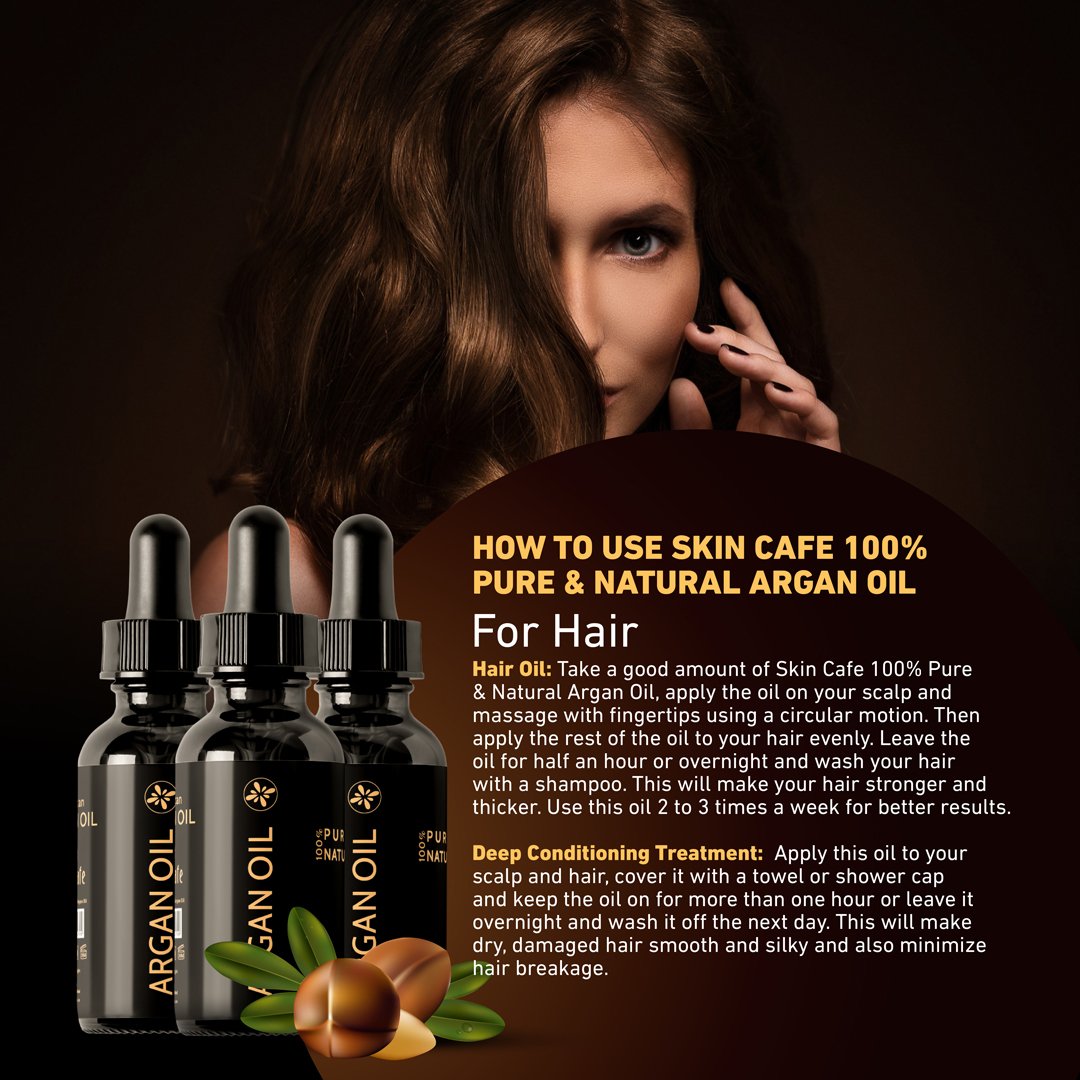 HOW TO USE SKIN CAFE 100%
PURE & NATURAL ARGAN OIL
For Hair
Hair Oil: Take a good amount of Skin Cafe 100% Pure
& Natural Argan Oil, apply the oil on your scalp and
massage with fingertips using a circular motion. Then
apply the rest of the oil to your hair evenly. Leave the
oil for half an hour or overnight and wash your hair
with a shampoo. This will make your hair stronger and
thicker. Use this oil 2 to 3 times a week for better results.
Deep Conditioning Treatment: Apply this oil to your
scalp and hair, cover it with a towel or shower cap
and keep the oil on for more than one hour or leave it
overnight and wash it off the next day. This will make
dry, damaged hair smooth and silky and also minimize
hair breakage.
OIL
ARGAN OIL
OIL
ARGAN OIL
100% PUR
NATU
GAN OIL
100% PUR
NAT